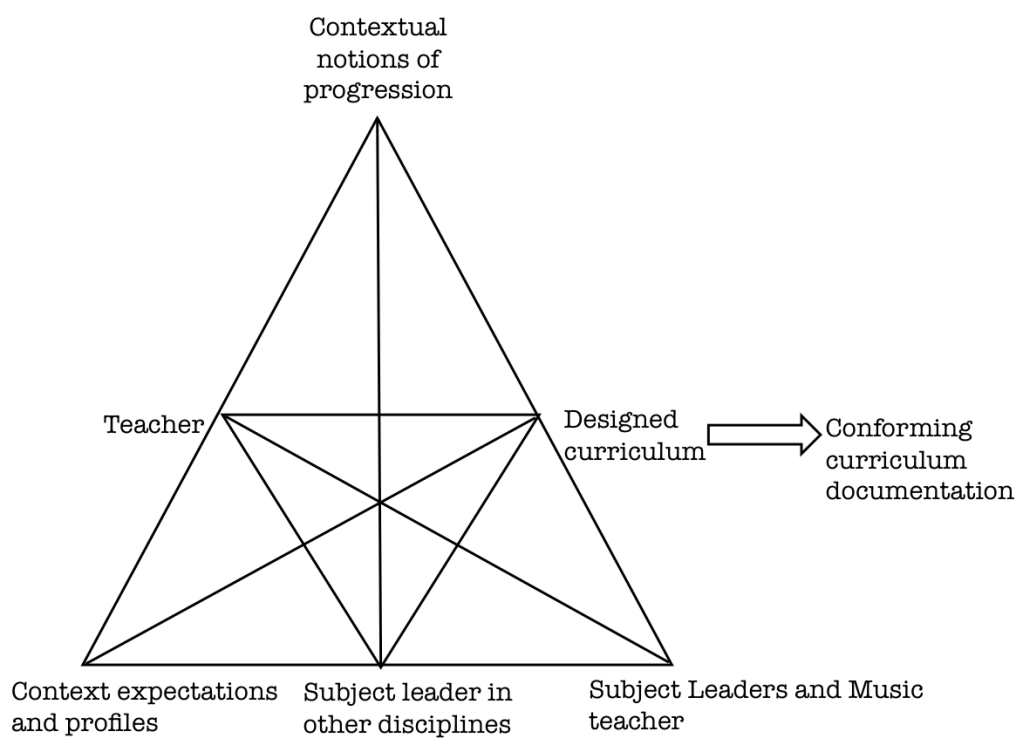 Contextual
notions of
progression
Teacher
Designed
curriculum
Conforming
curriculum
documentation
Context expectations
and profiles
Subject leader in
other disciplines
Subject Leaders and Music
teacher